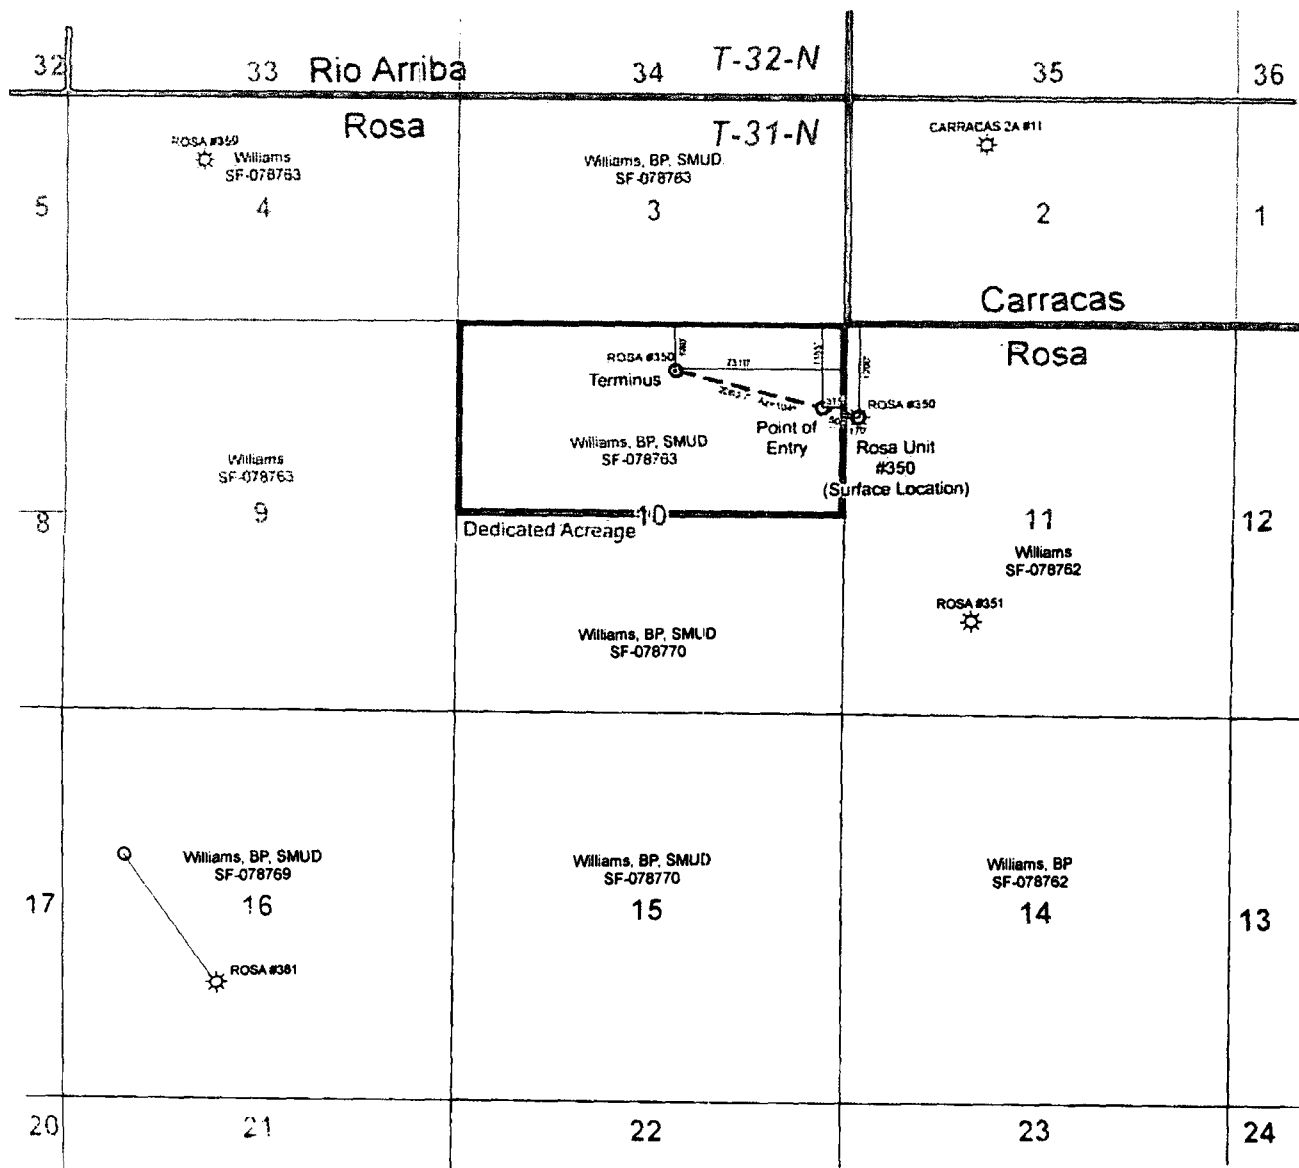 32
33
Rio Arriba
34
T-32-N
35
36
Rosa
T-31-N
ROSA #359
Williams
SF-078763
4
5
Williams, BP, SMUD
SF-078763
3
CARRACAS 2A #11
2
1
Carracas
Rosa
ROSA #350
Terminus
2311'
1153'
ROSA #350
Point of
Entry
Rosa Unit
#350
(Surface Location)
Williams, BP, SMUD
SF-078763
Williams
SF-078763
9
8
10
Dedicated Acreage
11
12
Williams
SF-078762
ROSA #351
Williams, BP, SMUD
SF-078770
Williams, BP, SMUD
SF-078769
16
17
ROSA #381
Williams, BP, SMUD
SF-078770
15
Williams, BP
SF-078762
14
13
20
21
22
23
24